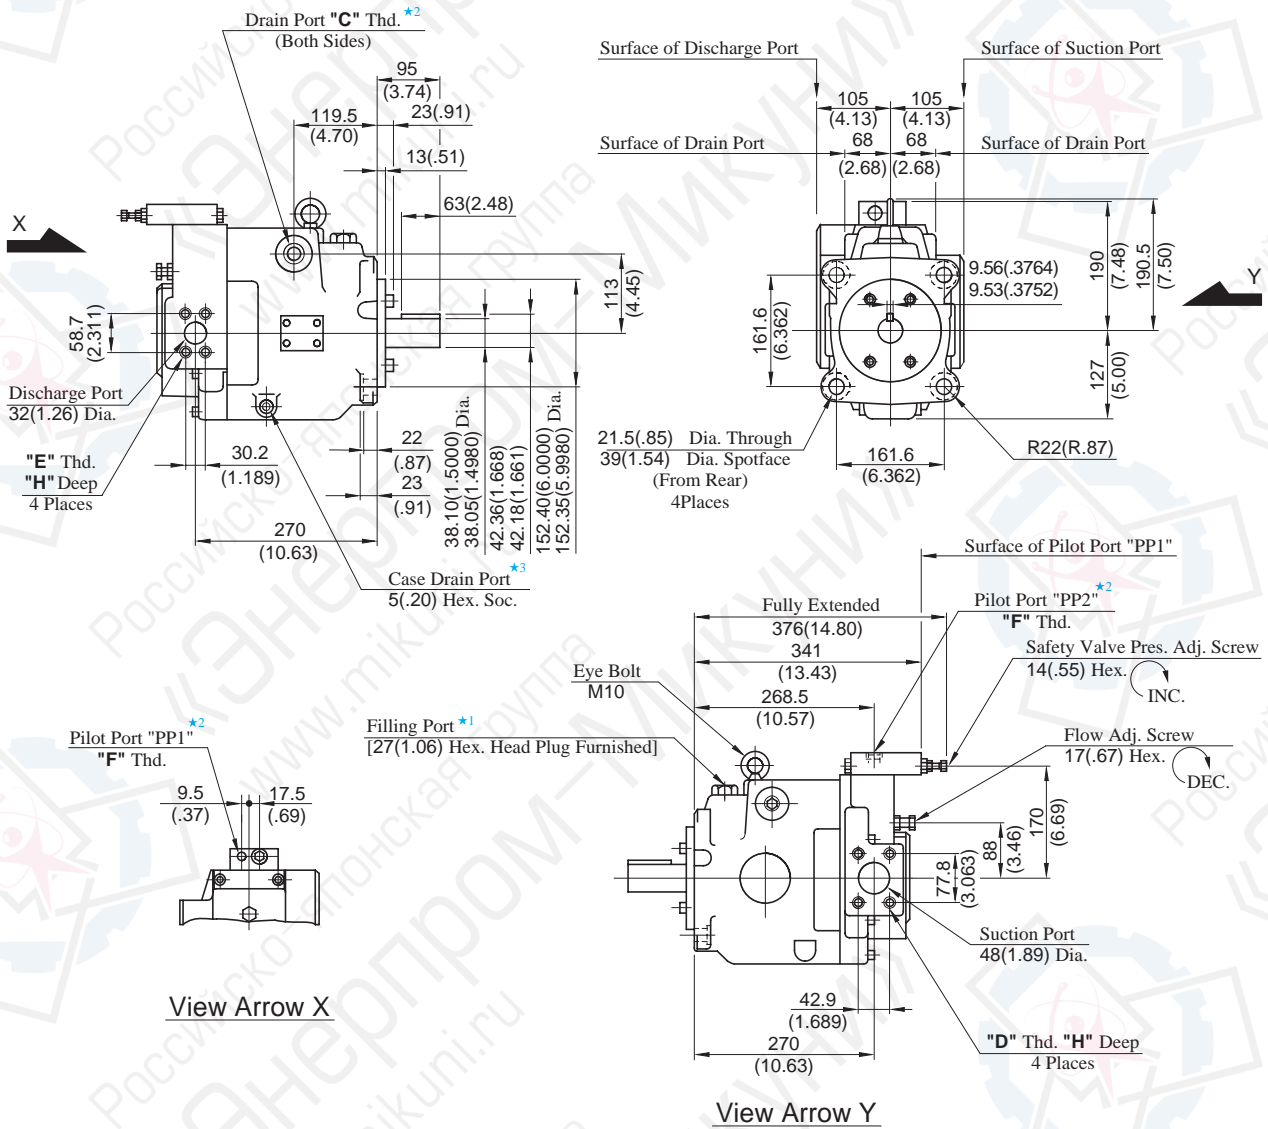 Drain Port "C" Thd.★2
(Both Sides)
95
(3.74)
119.5
(4.70)
23(.91)
13(.51)
63(2.48)
X
113
(4.45)
58.7
(2.311)
Discharge Port
32(1.26) Dia.
"E" Thd.
"H" Deep
4 Places
30.2
(1.189)
270
(10.63)
22
(.87)
23
(.91)
38.10(1.5000) Dia.
38.05(1.4980)
42.36(1.668)
42.18(1.661)
152.40(6.0000) Dia.
152.35(5.9980)
Case Drain Port★3
5(.20) Hex. Soc.
Surface of Discharge Port
Surface of Suction Port
105
(4.13)
105
(4.13)
Surface of Drain Port
68
(2.68)
68
(2.68)
Surface of Drain Port
9.56(.3764)
9.53(.3752)
190
(7.48)
190.5
(7.50)
Y
161.6
(6.362)
127
(5.00)
21.5(.85) Dia. Through
39(1.54) Dia. Spotface
(From Rear)
4Places
161.6
(6.362)
R22(R.87)
Surface of Pilot Port "PP1"
Fully Extended
376(14.80)
341
(13.43)
268.5
(10.57)
Pilot Port "PP2"★2
"F" Thd.
Safety Valve Pres. Adj. Screw
14(.55) Hex.
INC.
Flow Adj. Screw
17(.67) Hex.
DEC.
Eye Bolt
M10
Filling Port ★1
[27(1.06) Hex. Head Plug Furnished]
170
(6.69)
88
(3.46)
77.8
(3.063)
Suction Port
48(1.89) Dia.
42.9
(1.689)
270
(10.63)
"D" Thd. "H" Deep
4 Places
View Arrow Y
Pilot Port "PP1"★2
"F" Thd.
9.5
(.37)
17.5
(.69)
View Arrow X